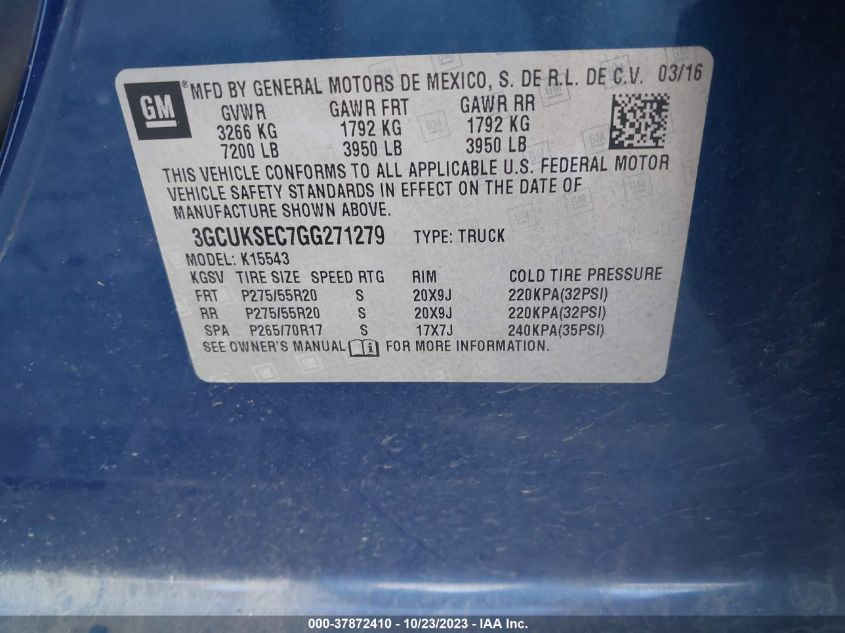 GM MFD BY GENERAL MOTORS DE MEXICO, S. DE R.L. DE C.V. 03/16
GVWR GAWR FRT GAWR RR
3266 KG 1792 KG 1792 KG
7200 LB 3950 LB 3950 LB
THIS VEHICLE CONFORMS TO ALL APPLICABLE U.S. FEDERAL MOTOR
VEHICLE SAFETY STANDARDS IN EFFECT ON THE DATE OF
MANUFACTURE SHOWN ABOVE.
3GCUKSEC7GG271279 TYPE: TRUCK
MODEL: K15543
KGSV TIRE SIZE SPEED RTG RIM COLD TIRE PRESSURE
FRT P275/55R20 S 20X9J 220KPA(32PSI)
RR P275/55R20 S 20X9J 220KPA(32PSI)
SPA P265/70R17 S 17X7J 240KPA(35PSI)
SEE OWNER'S MANUAL FOR MORE INFORMATION.
000-37872410 - 10/23/2023 - IAA Inc.